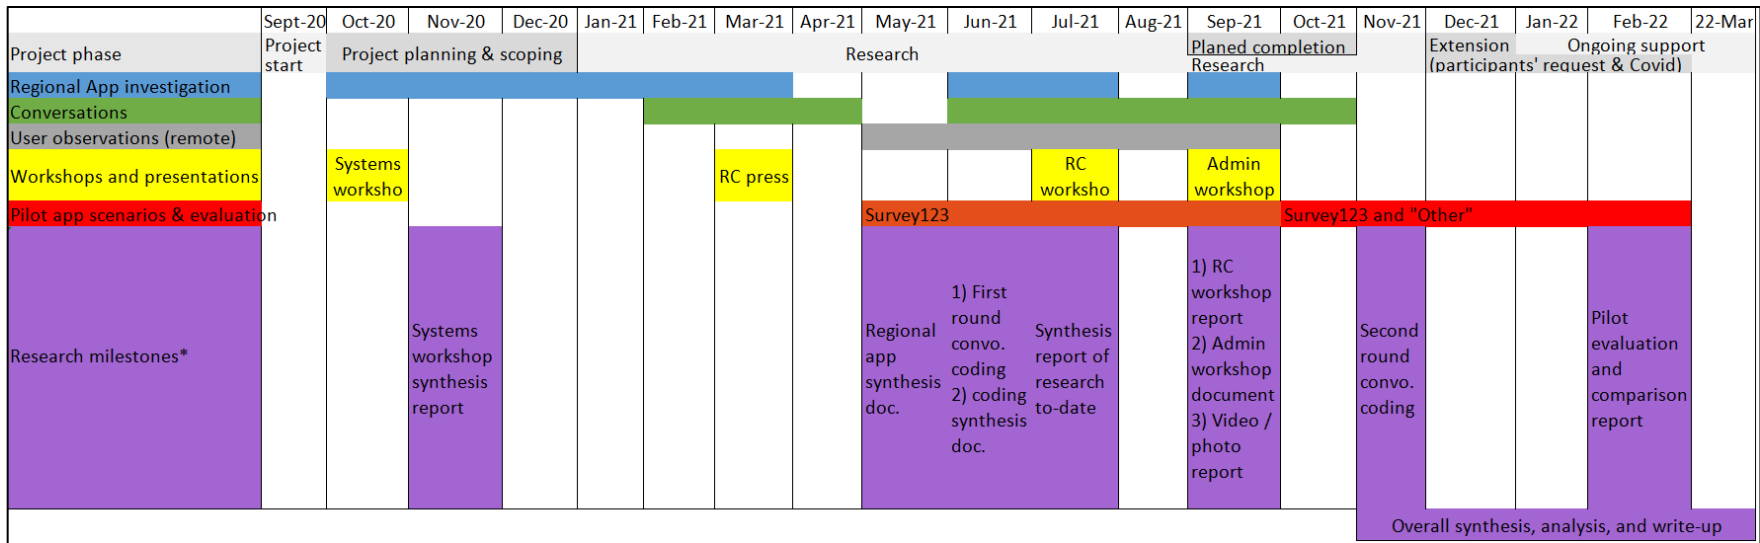 Sept-20 Oct-20 Nov-20 Dec-20 Jan-21 Feb-21 Mar-21 Apr-21 May-21 Jun-21 Jul-21 Aug-21 Sep-21 Oct-21 Nov-21 Dec-21 Jan-22 Feb-22 22-Mar
Project phase
Project
start
Project planning & scoping
Research
Planed completion
Research
Extension
(participants' request & Covid)
Ongoing support
Regional App investigation
Conversations
User observations (remote)
Workshops and presentations
Systems
worksho
RC press
RC
worksho
Admin
workshop
Pilot app scenarios & evaluation
Survey123
Survey123 and "Other"
Research milestones*
Systems
workshop
synthesis
report
Regional
app
synthesis
doc.
1) First
round
convo.
coding
2) coding
synthesis
doc.
Synthesis
report of
research
to-date
1) RC
workshop
report
2) Admin
workshop
document
3) Video /
photo
report
Second
round
convo.
coding
Pilot
evaluation
and
comparison
report
Overall synthesis, analysis, and write-up